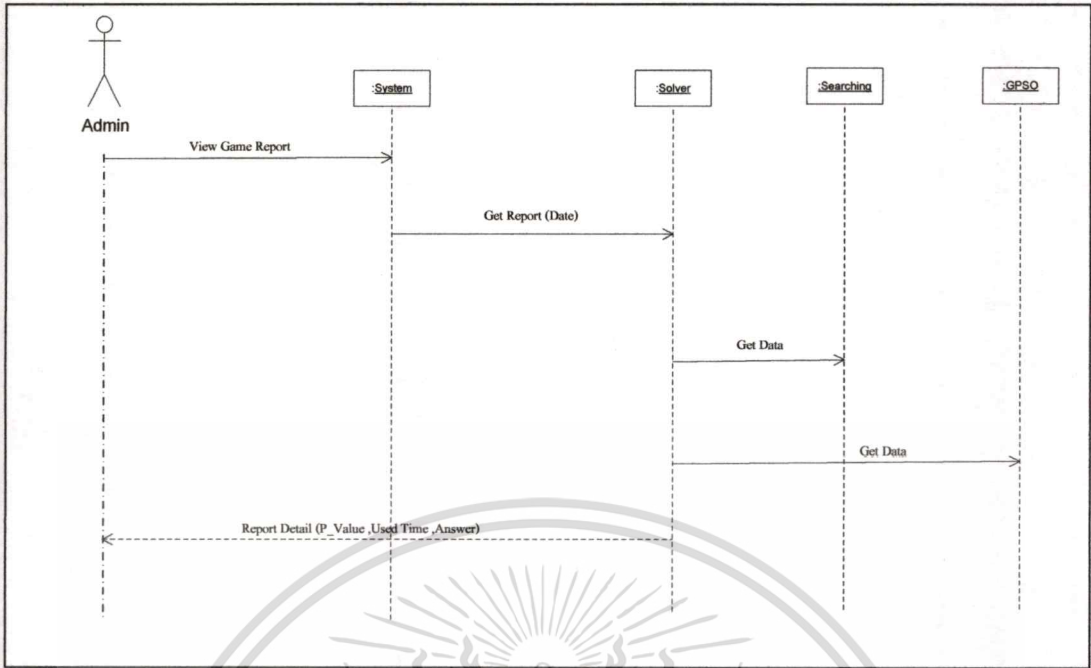 :System
:Solver
:Searching
:GPSO
Admin
View Game Report
Get Report (Date)
Get Data
Get Data
Report Detail (P_Value ,Used Time ,Answer)